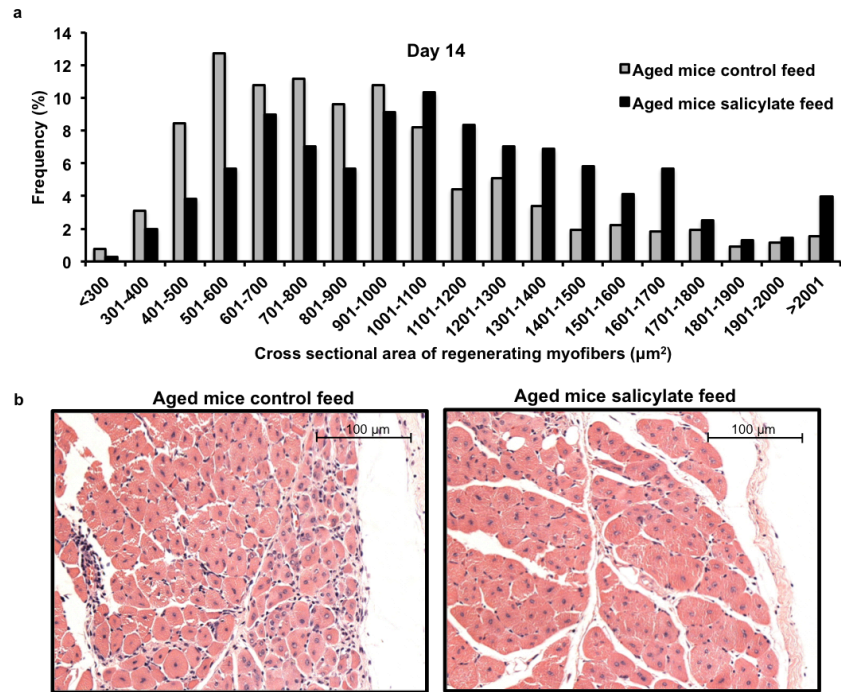 a
Day 14
Aged mice control feed
Aged mice salicylate feed
Frequency (%)
14
12
10
8
6
4
2
0
<300
301-400
401-500
501-600
601-700
701-800
801-900
901-1000
1001-1100
1101-1200
1201-1300
1301-1400
1401-1500
1501-1600
1601-1700
1701-1800
1801-1900
1901-2000
>2001
Cross sectional area of regenerating myofibers (µm²)
b
Aged mice control feed
Aged mice salicylate feed
100 µm
100 µm